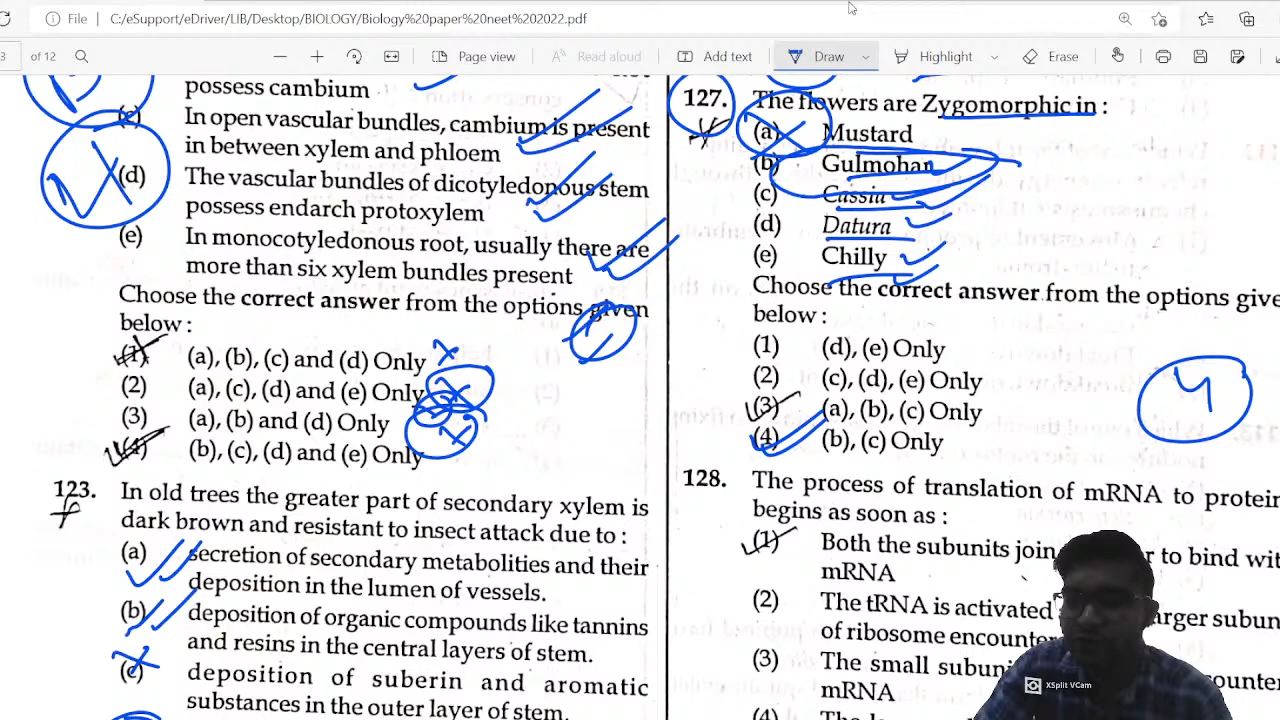 File
C:/eSupport/eDriver/LIB/Desktop/BIOLOGY/Biology%20paper%20neet%202022.pdf
3 of 12
Page view
Read aloud
Add text
Draw
Highlight
Erase
possess cambium
(c) In open vascular bundles, cambium is present
in between xylem and phloem
(d) The vascular bundles of dicotyledonous stem
possess endarch protoxylem
(e) In monocotyledonous root, usually there are
more than six xylem bundles present
Choose the correct answer from the options given
below :
(1) (a), (b), (c) and (d) Only
(2) (a), (c), (d) and (e) Only
(3) (a), (b) and (d) Only
(4) (b), (c), (d) and (e) Only
123. In old trees the greater part of secondary xylem is
dark brown and resistant to insect attack due to :
(a) secretion of secondary metabolities and their
deposition in the lumen of vessels.
(b) deposition of organic compounds like tannins
and resins in the central layers of stem.
(c) deposition of suberin and aromatic
substances in the outer layer of stem.
127. The flowers are Zygomorphic in :
(a) Mustard
(b) Gulmohar
(c) Cassia
(d) Datura
(e) Chilly
Choose the correct answer from the options give
below :
(1) (d), (e) Only
(2) (c), (d), (e) Only
(3) (a), (b), (c) Only
(4) (b), (c) Only
4
128. The process of translation of mRNA to protein
begins as soon as :
(1) Both the subunits join to bind wit
mRNA
(2) The tRNA is activated larger subun
of ribosome encounter
(3) The small subuni counter
mRNA
XSplit VCam